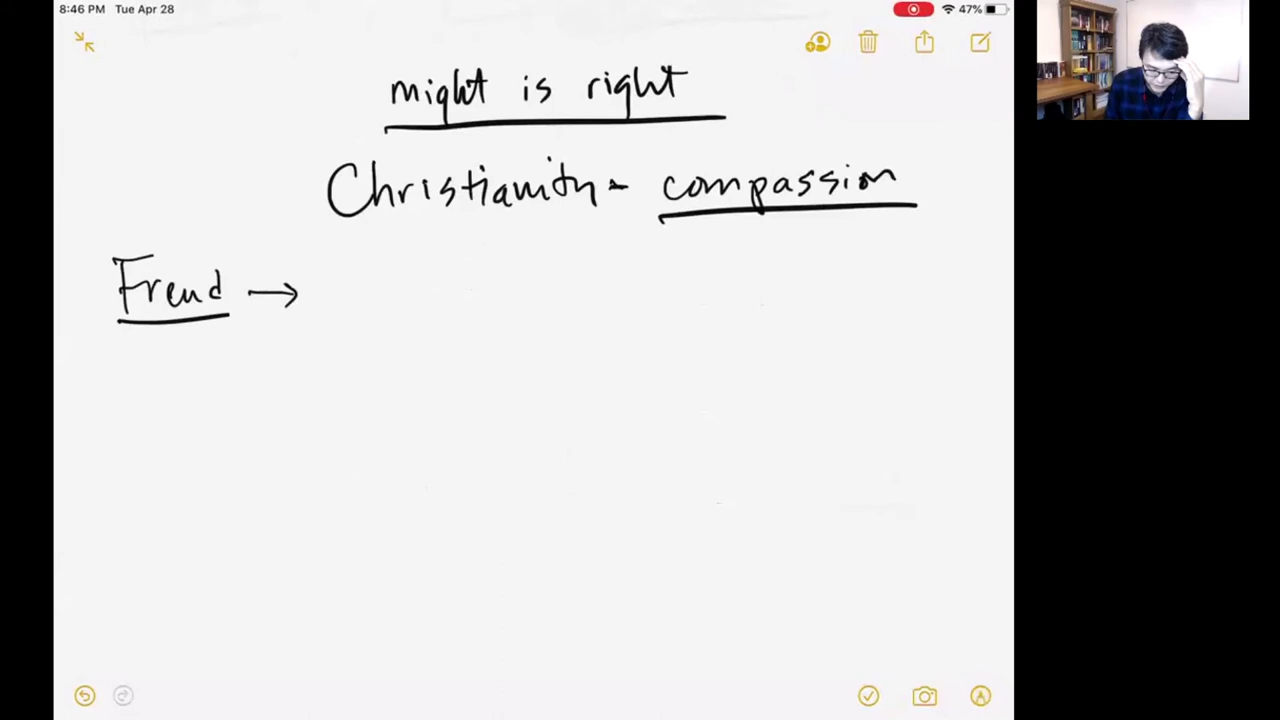 8:46 PM Tue Apr 28 47%
might is right
Christianity - compassion
Freud →